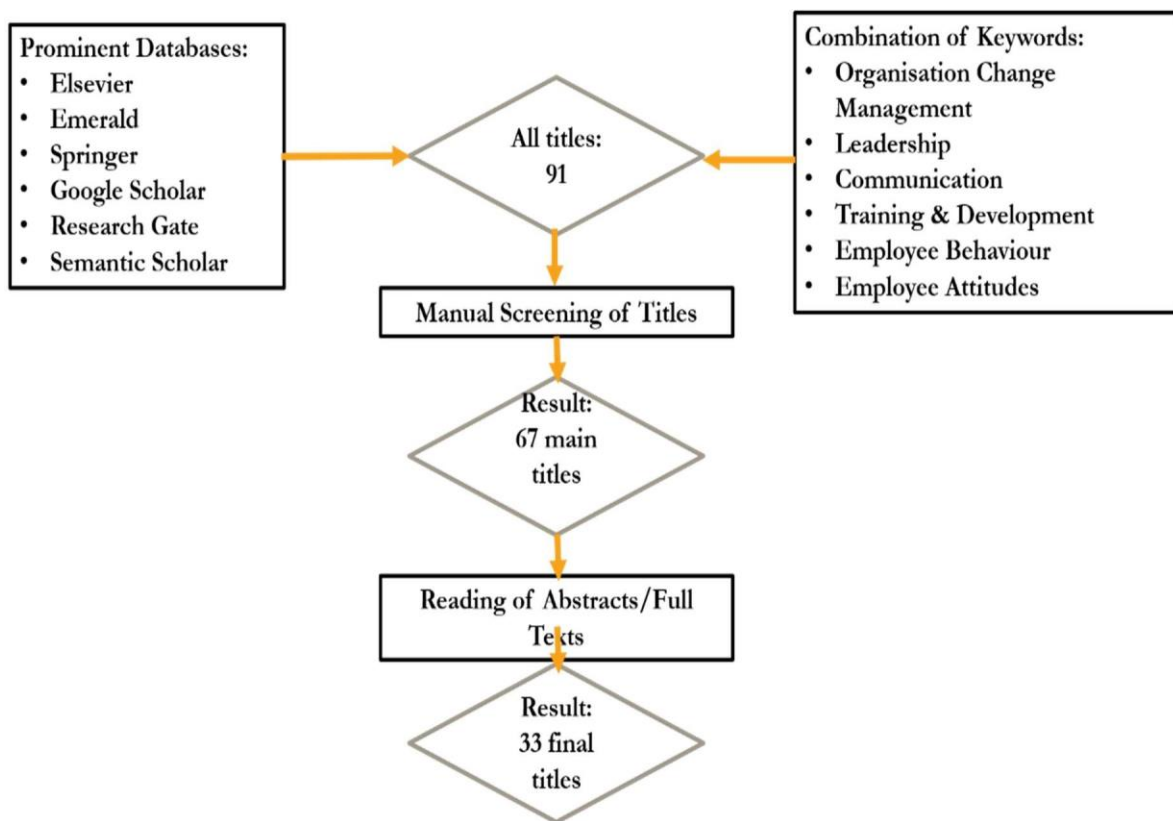 Prominent Databases:
• Elsevier
• Emerald
• Springer
• Google Scholar
• Research Gate
• Semantic Scholar
All titles:
91
Combination of Keywords:
• Organisation Change
Management
• Leadership
• Communication
• Training & Development
• Employee Behaviour
• Employee Attitudes
Manual Screening of Titles
Result:
67 main
titles
Reading of Abstracts/Full
Texts
Result:
33 final
titles